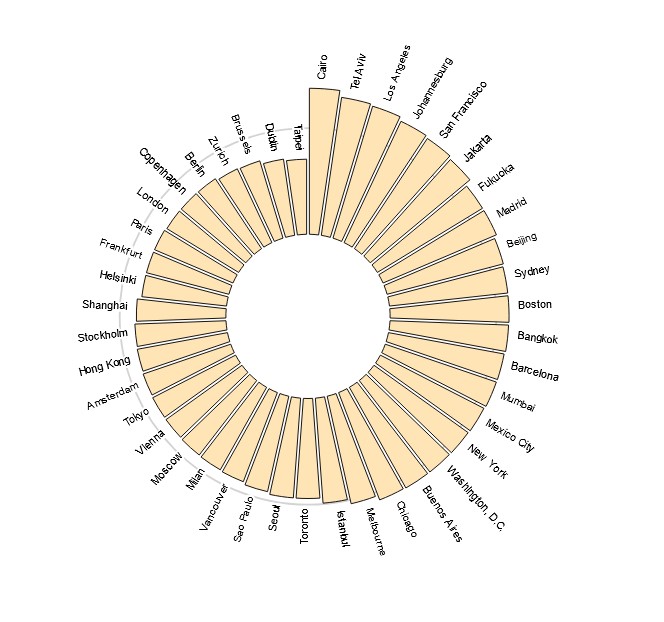 Cairo
Tel Aviv
Los Angeles
Johannesburg
San Francisco
Jakarta
Fukuoka
Madrid
Beijing
Sydney
Boston
Bangkok
Barcelona
Mumbai
Mexico City
New York
Washington, D.C.
Buenos Aires
Chicago
Melbourne
Istanbul
Toronto
Seoul
Sao Paulo
Vancouver
Milan
Moscow
Vienna
Tokyo
Amsterdam
Hong Kong
Stockholm
Shanghai
Helsinki
Frankfurt
Paris
London
Copenhagen
Berlin
Zurich
Brussels
Dublin
Taipei